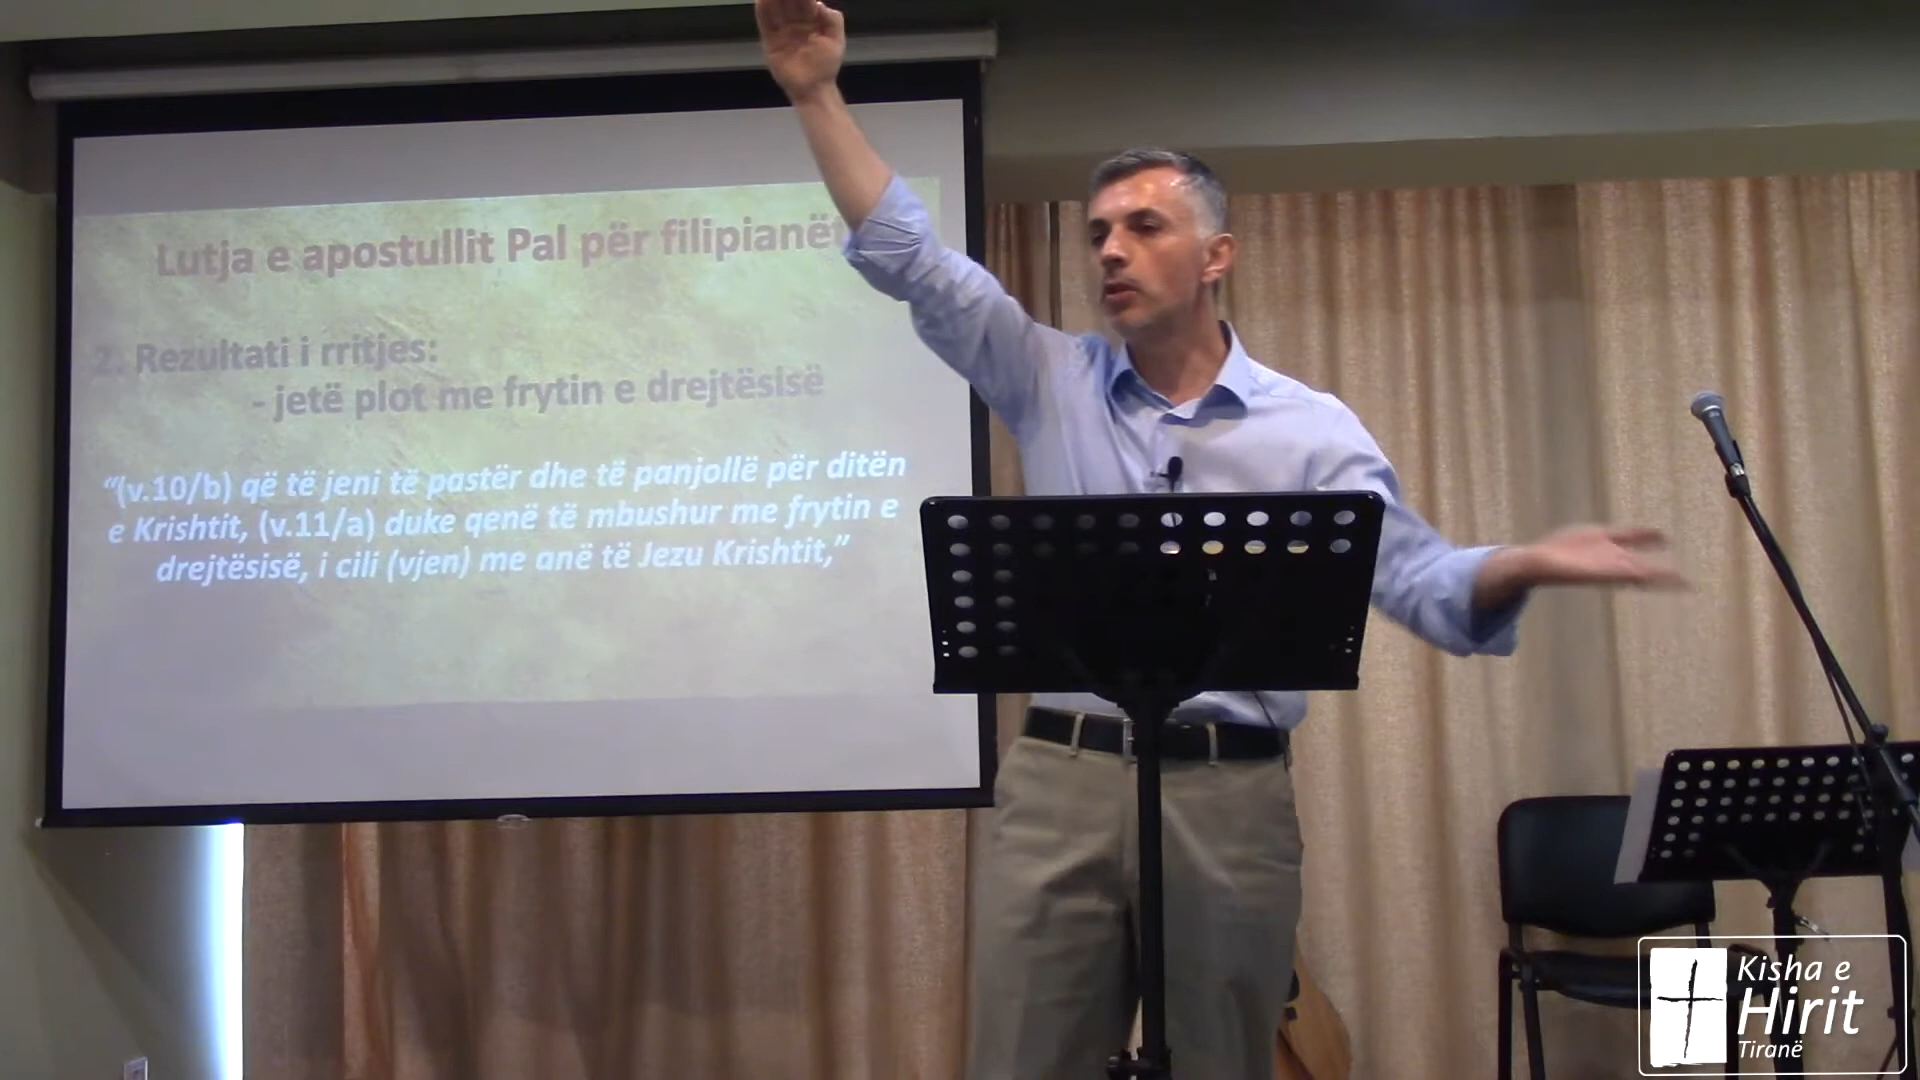 Lutja e apostullit Pal për filipianët
2. Rezultati i rritjes:
- jetë plot me frytin e drejtësisë
“(v.10/b) që të jeni të pastër dhe të panjollë për ditën
e Krishtit, (v.11/a) duke qenë të mbushur me frytin e
drejtësisë, i cili (vjen) me anë të Jezu Krishtit,”
Kisha e
Hirit
Tiranë